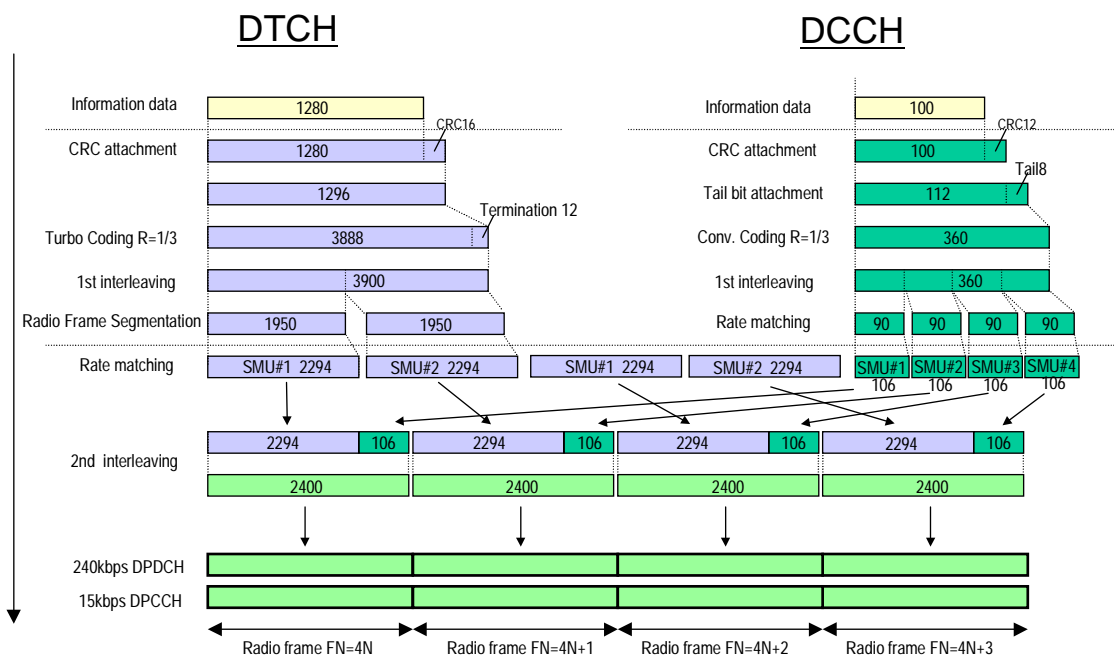 DTCH
DCCH
Information data
1280
Information data
100
CRC16
CRC12
CRC attachment
1280
CRC attachment
100
Tail8
1296
Tail bit attachment
112
Termination 12
Turbo Coding R=1/3
3888
Conv. Coding R=1/3
360
1st interleaving
3900
1st interleaving
360
Radio Frame Segmentation
1950
1950
Rate matching
90
90
90
90
Rate matching
SMU#1 2294
SMU#2 2294
SMU#1 2294
SMU#2 2294
SMU#1
SMU#2
SMU#3
SMU#4
106
106
106
106
2294
106
2294
106
2294
106
2294
106
2nd interleaving
2400
2400
2400
2400
240kbps DPDCH
15kbps DPCCH
Radio frame FN=4N
Radio frame FN=4N+1
Radio frame FN=4N+2
Radio frame FN=4N+3